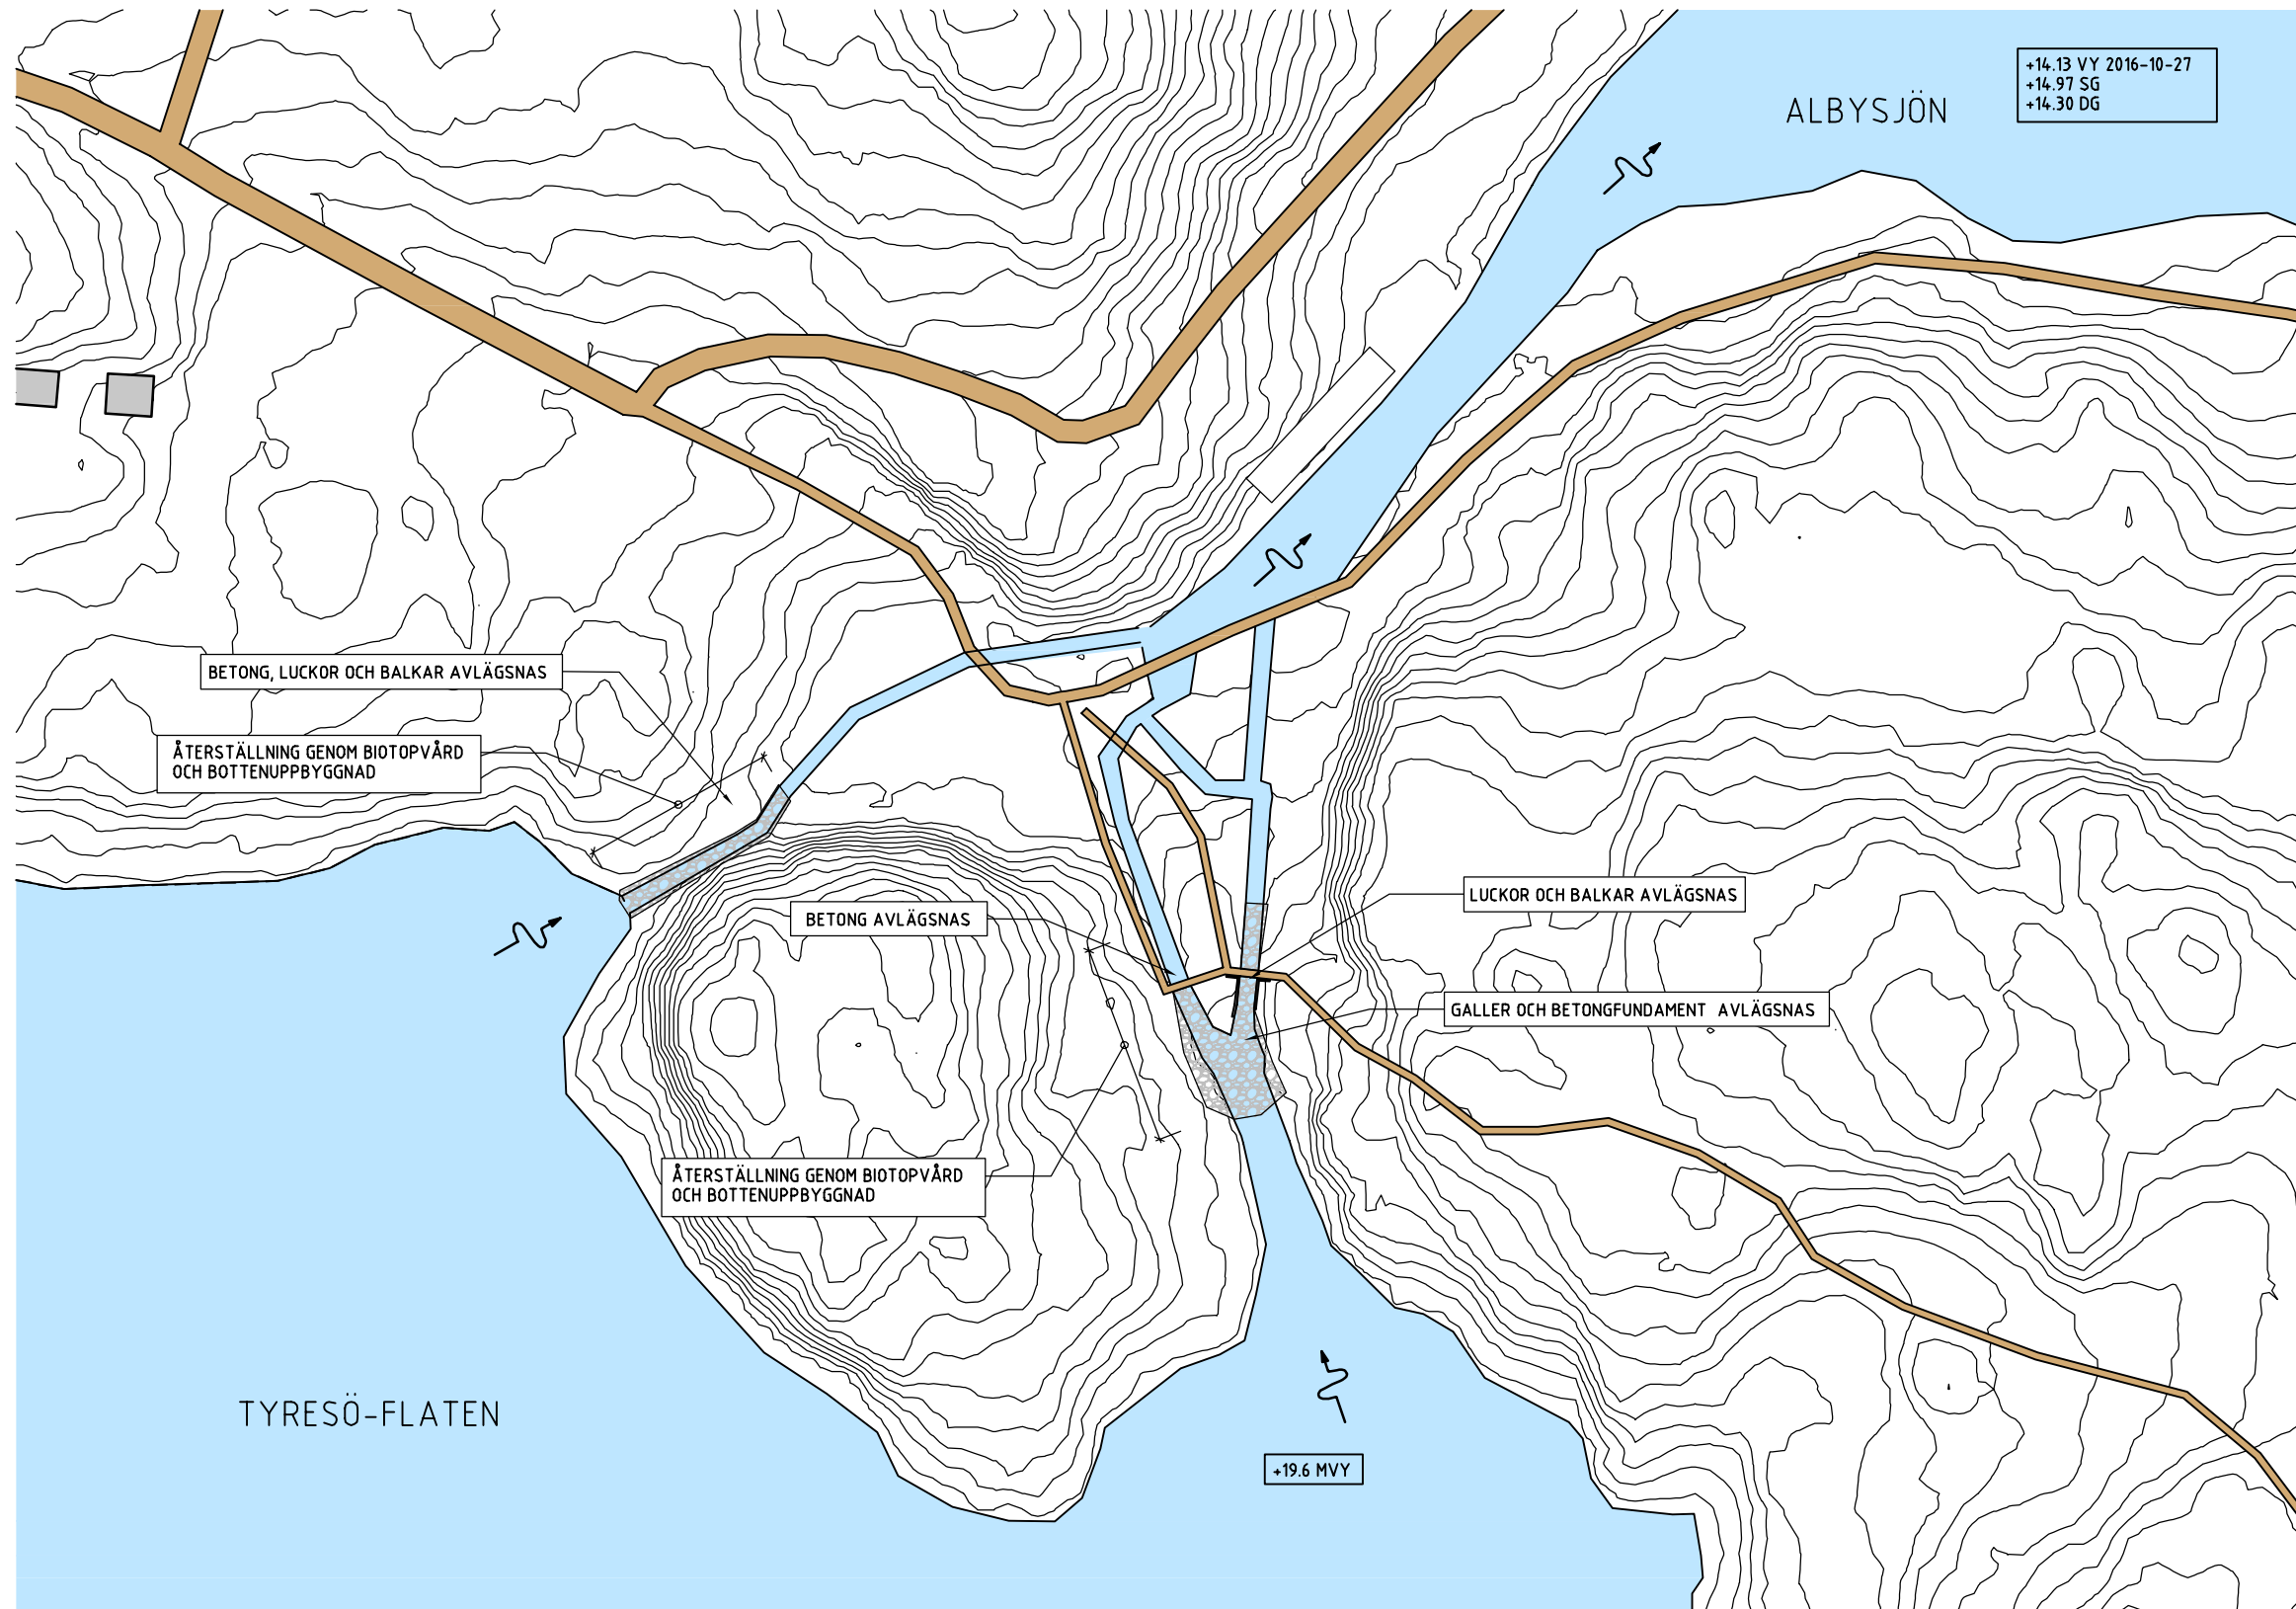 +14.13 VY 2016-10-27
+14.97 SG
+14.30 DG
ALBYSJÖN
BETONG, LUCKOR OCH BALKAR AVLÄGSNAS
ÅTERSTÄLLNING GENOM BIOTOPVÅRD
OCH BOTTENUPPBYGGNAD
LUCKOR OCH BALKAR AVLÄGSNAS
BETONG AVLÄGSNAS
GALLER OCH BETONGFUNDAMENT AVLÄGSNAS
ÅTERSTÄLLNING GENOM BIOTOPVÅRD
OCH BOTTENUPPBYGGNAD
TYRESÖ-FLATEN
+19.6 MVY